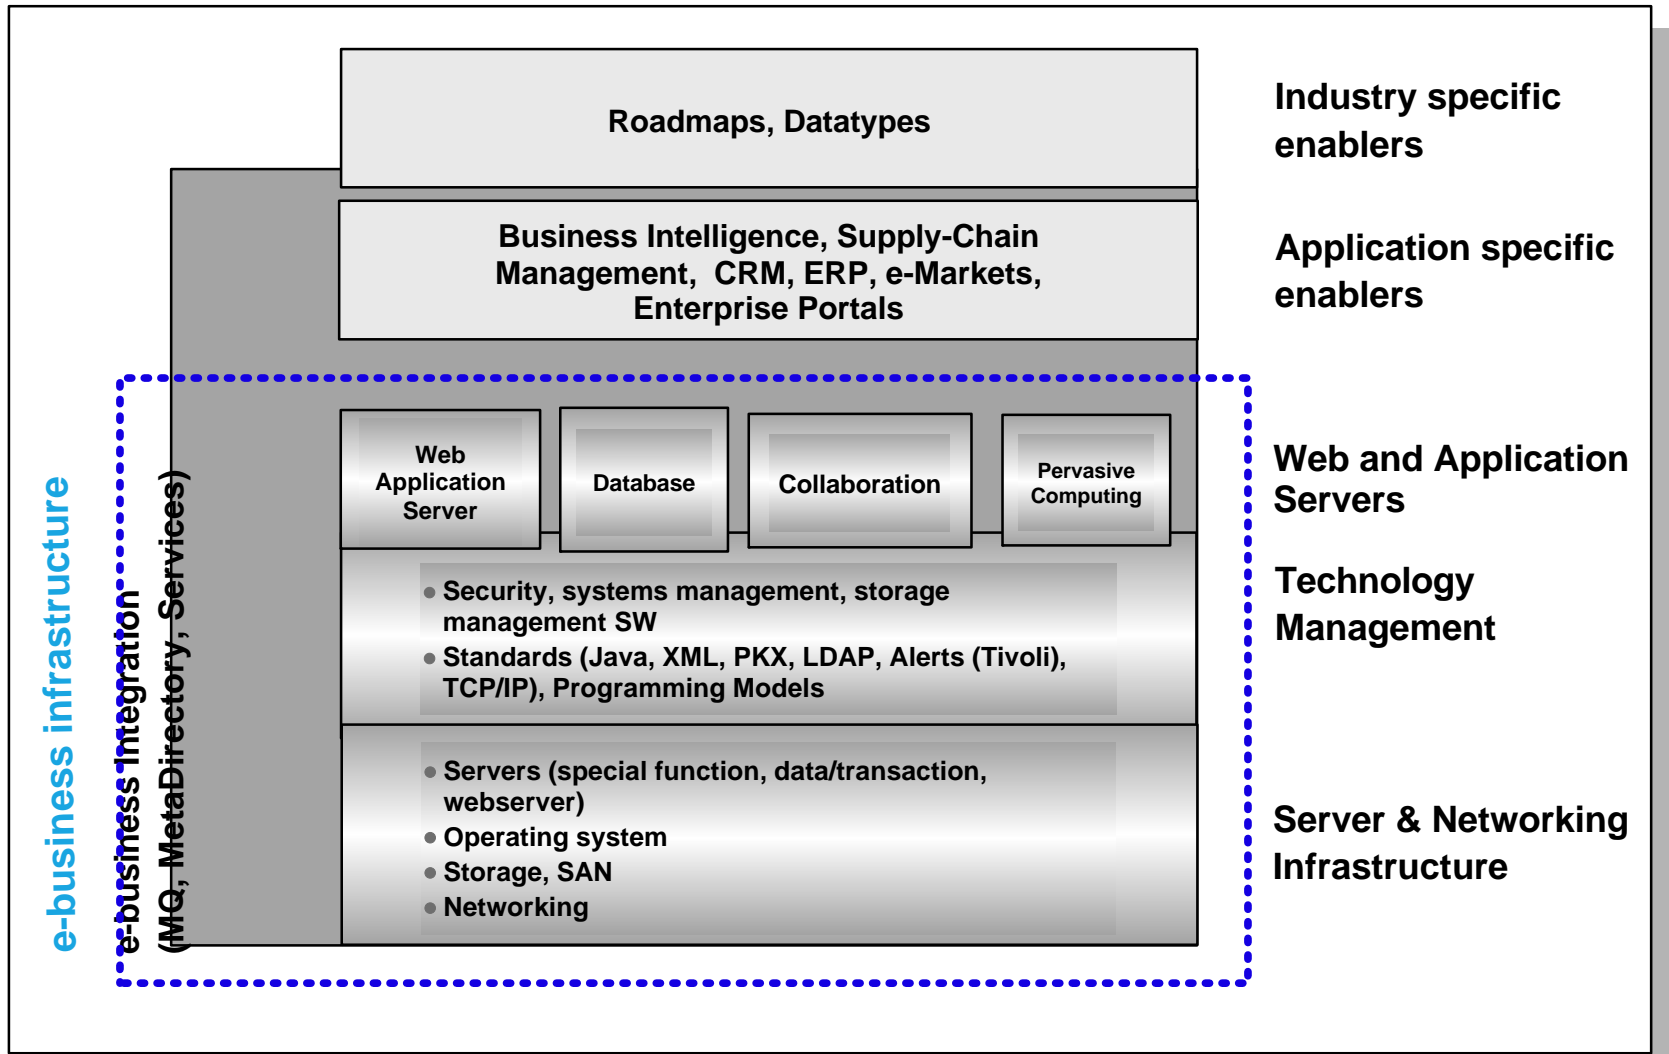 Roadmaps, Datatypes
Industry specific
enablers
Business Intelligence, Supply-Chain
Management, CRM, ERP, e-Markets,
Enterprise Portals
Application specific
enablers
Web
Application
Server
Database
Collaboration
Pervasive
Computing
Web and Application
Servers
● Security, systems management, storage
management SW
● Standards (Java, XML, PKX, LDAP, Alerts (Tivoli),
TCP/IP), Programming Models
Technology
Management
● Servers (special function, data/transaction,
webserver)
● Operating system
● Storage, SAN
● Networking
Server & Networking
Infrastructure
e-business infrastructure
e-business Integration
(MQ, MetaDirectory, Services)